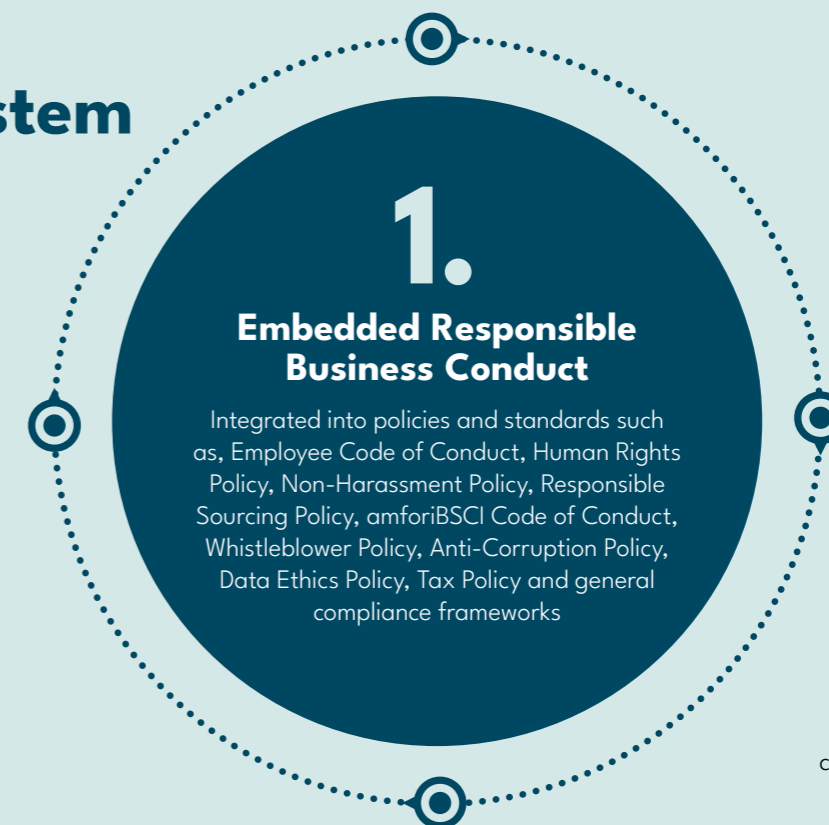 stem
1.
Embedded Responsible
Business Conduct
Integrated into policies and standards such
as, Employee Code of Conduct, Human Rights
Policy, Non-Harassment Policy, Responsible
Sourcing Policy, amforiBSCI Code of Conduct,
Whistleblower Policy, Anti-Corruption Policy,
Data Ethics Policy, Tax Policy and general
compliance frameworks
c